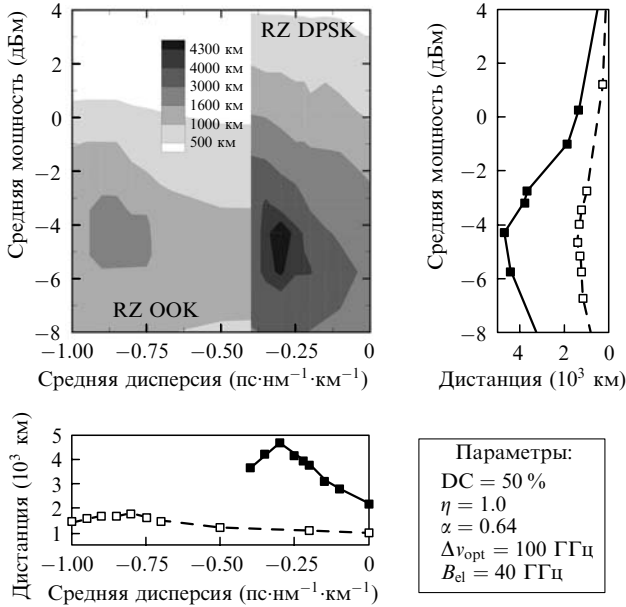 Средняя мощность (дБм)
4
2
0
−2
−4
−6
−8
RZ DPSK
4300 км
4000 км
3000 км
1600 км
1000 км
500 км
RZ OOK
−1.00 −0.75 −0.50 −0.25 0
Средняя дисперсия (пс·нм⁻¹·км⁻¹)
Средняя мощность (дБм)
4
2
0
−2
−4
−6
−8
4 2 0
Дистанция (10³ км)
Дистанция (10³ км)
5
4
3
2
1
−1.00 −0.75 −0.50 −0.25 0
Средняя дисперсия (пс·нм⁻¹·км⁻¹)
Параметры:
DC = 50 %
η = 1.0
α = 0.64
Δν_opt = 100 ГГц
B_el = 40 ГГц